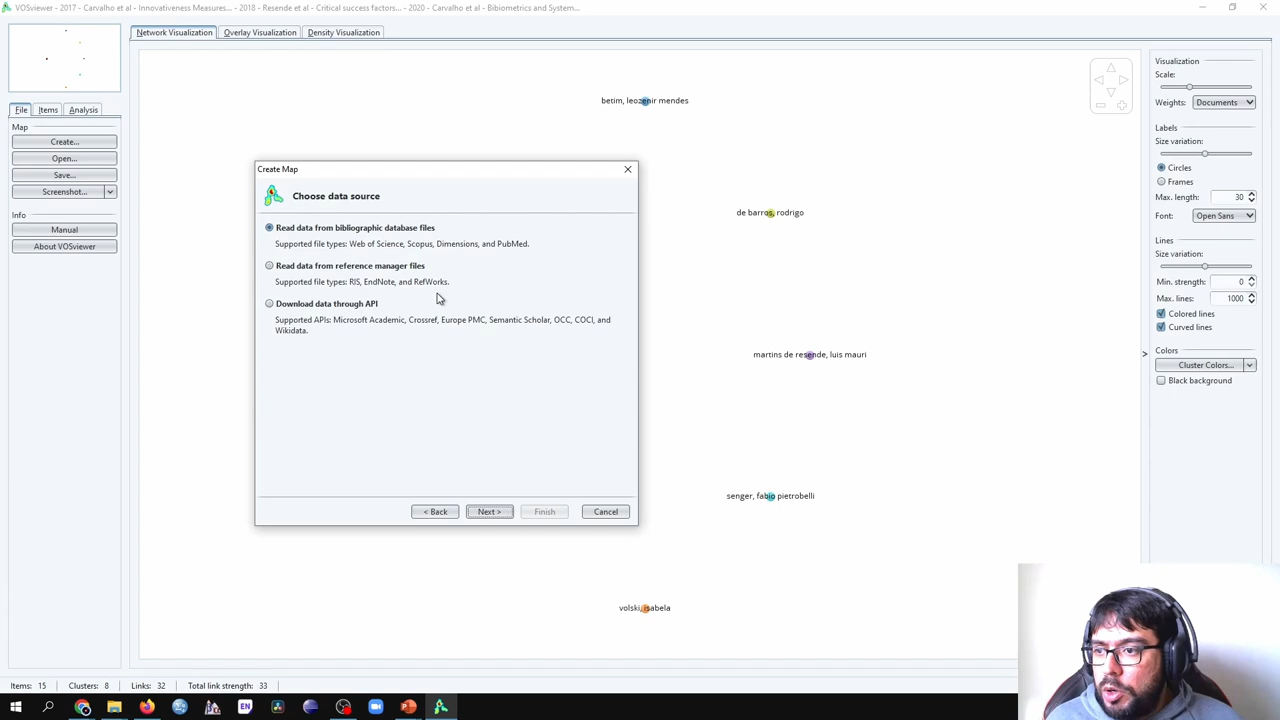 VOSviewer - 2017 - Carvalho et al - Innovativeness Measures... - 2018 - Resende et al - Critical success factors... - 2020 - Carvalho et al - Bibiometrics and System...
Network Visualization
Overlay Visualization
Density Visualization
File
Items
Analysis
Map
Create...
Open...
Save...
Screenshot...
Info
Manual
About VOSviewer
betim, leozenir mendes
de barros, rodrigo
martins de resende, luis mauri
senger, fabio pietrobelli
volski, isabela
Create Map
Choose data source
Read data from bibliographic database files
Supported file types: Web of Science, Scopus, Dimensions, and PubMed.
Read data from reference manager files
Supported file types: RIS, EndNote, and RefWorks.
Download data through API
Supported APIs: Microsoft Academic, Crossref, Europe PMC, Semantic Scholar, OCC, COCI, and
Wikidata.
< Back
Next >
Finish
Cancel
Visualization
Scale:
Weights: Documents
Labels
Size variation:
Circles
Frames
Max. length: 30
Font: Open Sans
Lines
Size variation:
Min. strength: 0
Max. lines: 1000
Colored lines
Curved lines
Colors
Cluster Colors...
Black background
Items: 15
Clusters: 8
Links: 32
Total link strength: 33
EN